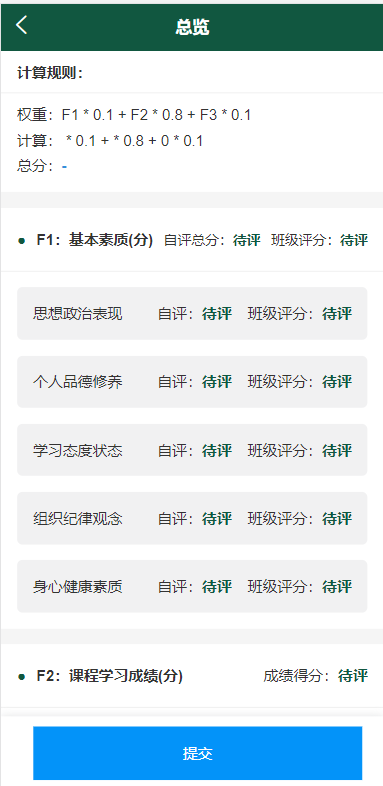 总览
计算规则：
权重：F1 * 0.1 + F2 * 0.8 + F3 * 0.1
计算： * 0.1 + * 0.8 + 0 * 0.1
总分：-
F1：基本素质(分) 自评总分：待评 班级评分：待评
思想政治表现 自评：待评 班级评分：待评
个人品德修养 自评：待评 班级评分：待评
学习态度状态 自评：待评 班级评分：待评
组织纪律观念 自评：待评 班级评分：待评
身心健康素质 自评：待评 班级评分：待评
F2：课程学习成绩(分) 成绩得分：待评
提交